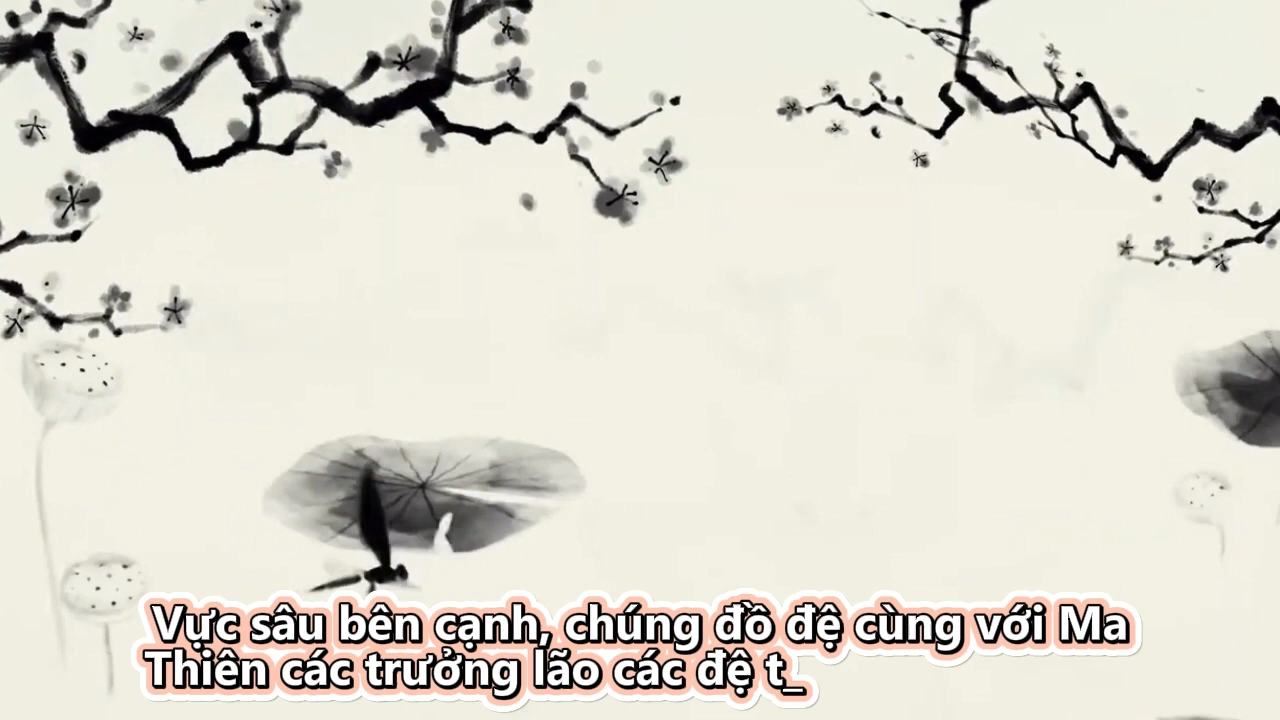 Vực sâu bên cạnh, chúng đồ đệ cùng với Ma
Thiên các trưởng lão các đệ t_